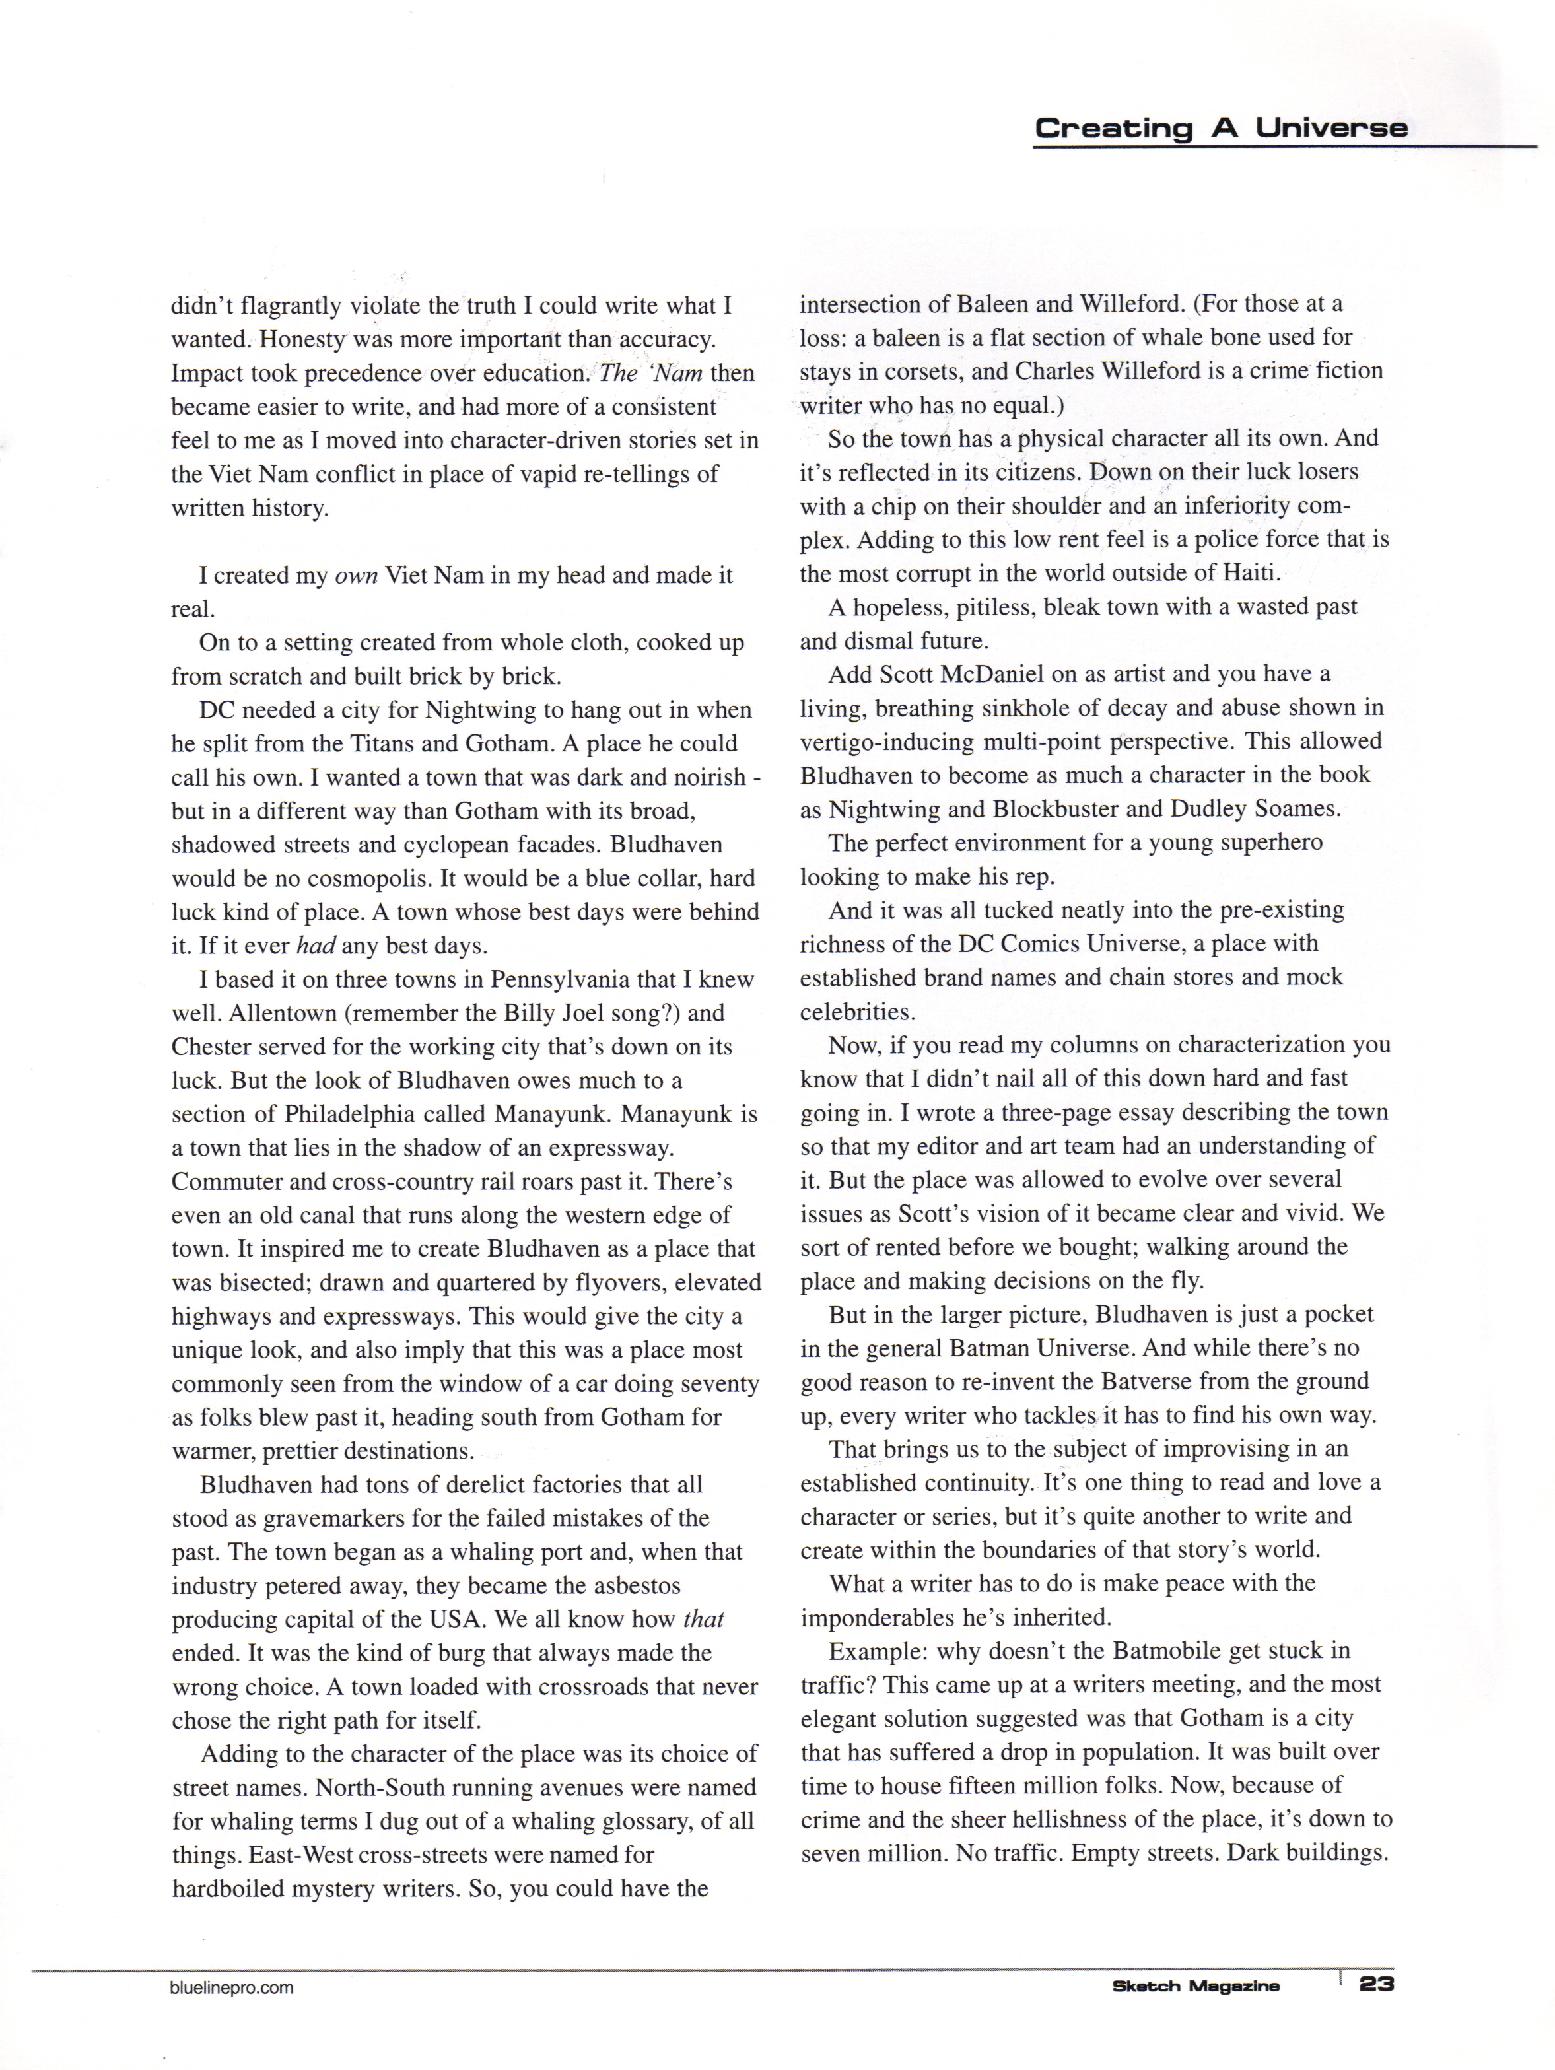 Creating A Universe
didn't flagrantly violate the truth I could write what I
wanted. Honesty was more important than accuracy.
Impact took precedence over education. The 'Nam then
became easier to write, and had more of a consistent
feel to me as I moved into character-driven stories set in
the Viet Nam conflict in place of vapid re-tellings of
written history.
I created my own Viet Nam in my head and made it
real.
On to a setting created from whole cloth, cooked up
from scratch and built brick by brick.
DC needed a city for Nightwing to hang out in when
he split from the Titans and Gotham. A place he could
call his own. I wanted a town that was dark and noirish -
but in a different way than Gotham with its broad,
shadowed streets and cyclopean facades. Bludhaven
would be no cosmopolis. It would be a blue collar, hard
luck kind of place. A town whose best days were behind
it. If it ever had any best days.
I based it on three towns in Pennsylvania that I knew
well. Allentown (remember the Billy Joel song?) and
Chester served for the working city that's down on its
luck. But the look of Bludhaven owes much to a
section of Philadelphia called Manayunk. Manayunk is
a town that lies in the shadow of an expressway.
Commuter and cross-country rail roars past it. There's
even an old canal that runs along the western edge of
town. It inspired me to create Bludhaven as a place that
was bisected; drawn and quartered by flyovers, elevated
highways and expressways. This would give the city a
unique look, and also imply that this was a place most
commonly seen from the window of a car doing seventy
as folks blew past it, heading south from Gotham for
warmer, prettier destinations.
Bludhaven had tons of derelict factories that all
stood as gravemarkers for the failed mistakes of the
past. The town began as a whaling port and, when that
industry petered away, they became the asbestos
producing capital of the USA. We all know how that
ended. It was the kind of burg that always made the
wrong choice. A town loaded with crossroads that never
chose the right path for itself.
Adding to the character of the place was its choice of
street names. North-South running avenues were named
for whaling terms I dug out of a whaling glossary, of all
things. East-West cross-streets were named for
hardboiled mystery writers. So, you could have the
intersection of Baleen and Willeford. (For those at a
loss: a baleen is a flat section of whale bone used for
stays in corsets, and Charles Willeford is a crime fiction
writer who has no equal.)
So the town has a physical character all its own. And
it's reflected in its citizens. Down on their luck losers
with a chip on their shoulder and an inferiority com-
plex. Adding to this low rent feel is a police force that is
the most corrupt in the world outside of Haiti.
A hopeless, pitiless, bleak town with a wasted past
and dismal future.
Add Scott McDaniel on as artist and you have a
living, breathing sinkhole of decay and abuse shown in
vertigo-inducing multi-point perspective. This allowed
Bludhaven to become as much a character in the book
as Nightwing and Blockbuster and Dudley Soames.
The perfect environment for a young superhero
looking to make his rep.
And it was all tucked neatly into the pre-existing
richness of the DC Comics Universe, a place with
established brand names and chain stores and mock
celebrities.
Now, if you read my columns on characterization you
know that I didn't nail all of this down hard and fast
going in. I wrote a three-page essay describing the town
so that my editor and art team had an understanding of
it. But the place was allowed to evolve over several
issues as Scott's vision of it became clear and vivid. We
sort of rented before we bought; walking around the
place and making decisions on the fly.
But in the larger picture, Bludhaven is just a pocket
in the general Batman Universe. And while there's no
good reason to re-invent the Batverse from the ground
up, every writer who tackles it has to find his own way.
That brings us to the subject of improvising in an
established continuity. It's one thing to read and love a
character or series, but it's quite another to write and
create within the boundaries of that story's world.
What a writer has to do is make peace with the
imponderables he's inherited.
Example: why doesn't the Batmobile get stuck in
traffic? This came up at a writers meeting, and the most
elegant solution suggested was that Gotham is a city
that has suffered a drop in population. It was built over
time to house fifteen million folks. Now, because of
crime and the sheer hellishness of the place, it's down to
seven million. No traffic. Empty streets. Dark buildings.
bluelinepro.com
Sketch Magazine 23